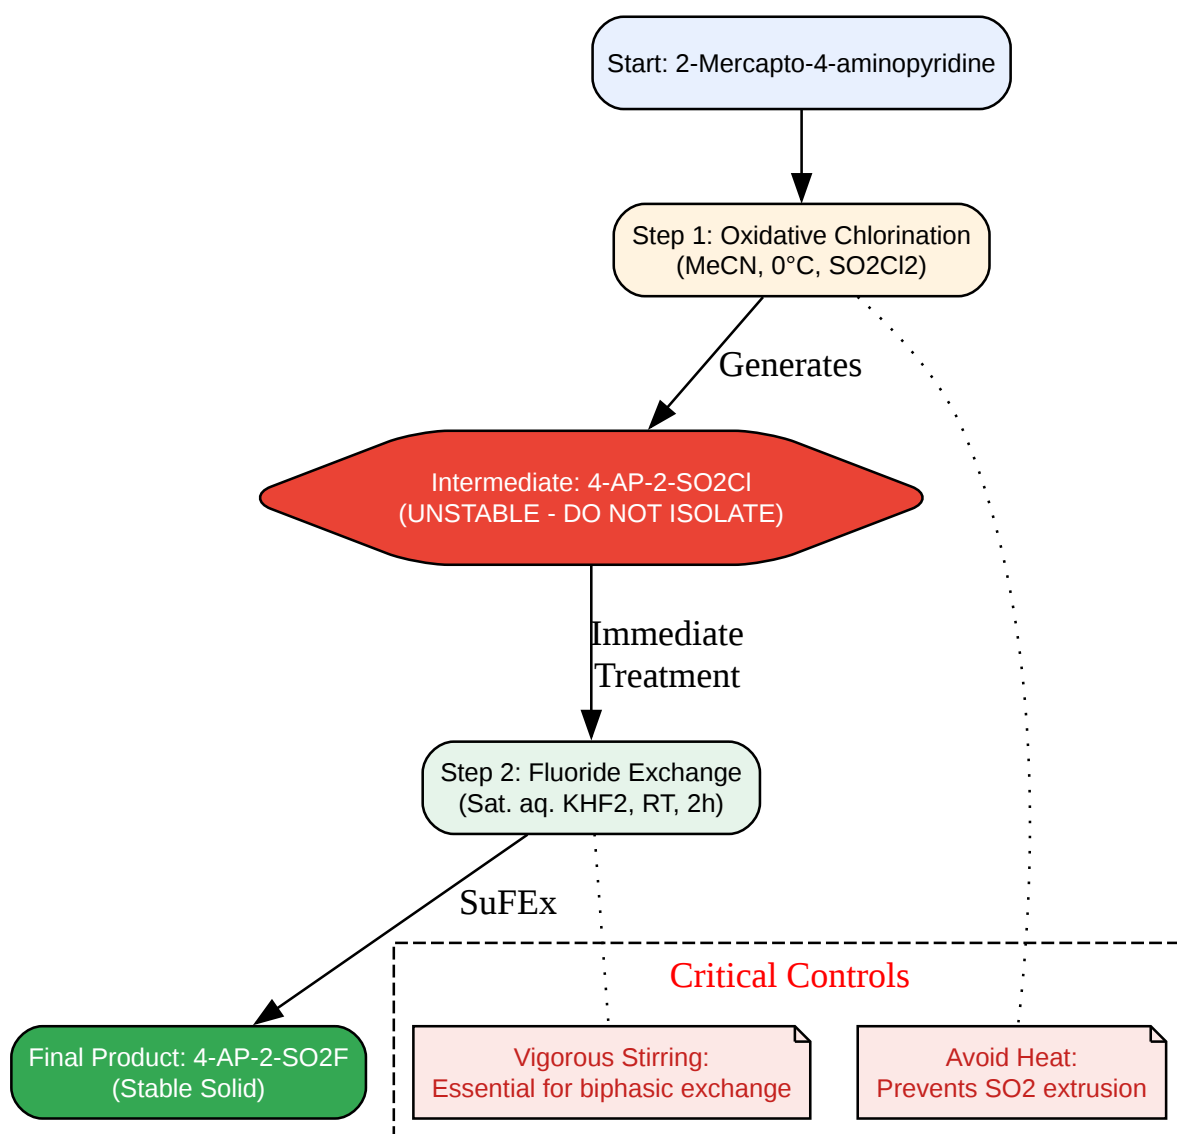 Start: 2-Mercapto-4-aminopyridine
Step 1: Oxidative Chlorination
(MeCN, 0°C, SO2Cl2)
Generates
Intermediate: 4-AP-2-SO2Cl
(UNSTABLE - DO NOT ISOLATE)
Immediate
Treatment
Step 2: Fluoride Exchange
(Sat. aq. KHF2, RT, 2h)
SuFEx
Critical Controls
Final Product: 4-AP-2-SO2F
(Stable Solid)
Vigorous Stirring:
Essential for biphasic exchange
Avoid Heat:
Prevents SO2 extrusion